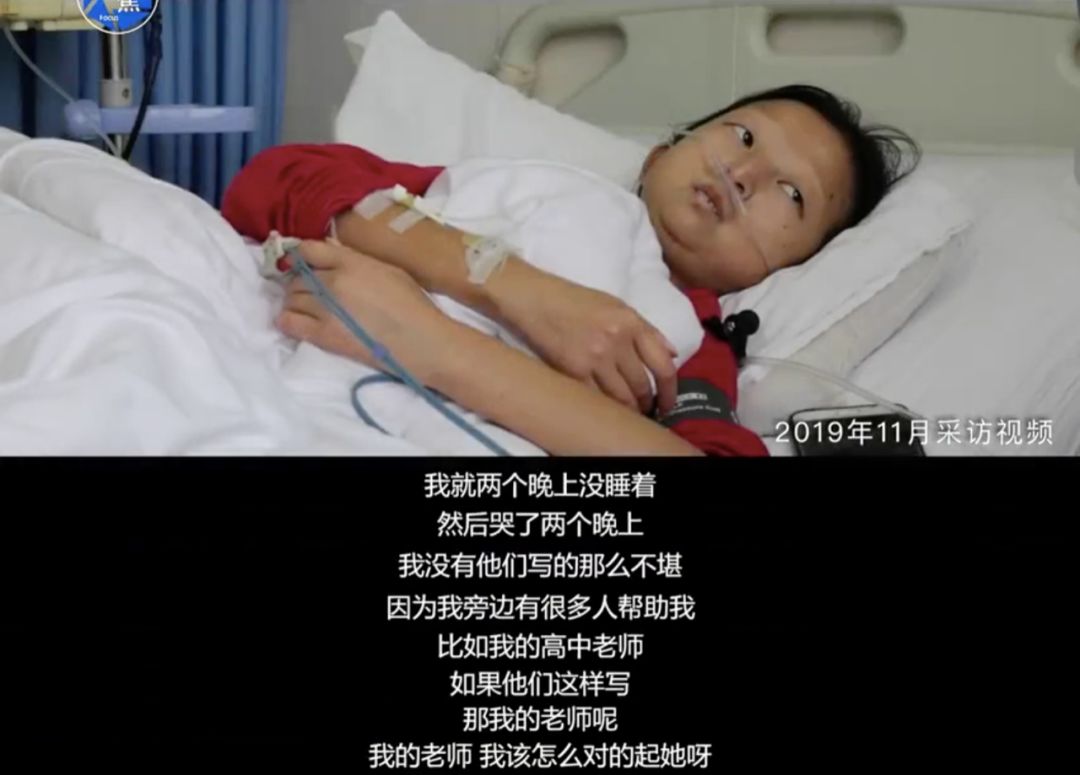 焦
FOCUS
2019年11月采访视频
我就两个晚上没睡着
然后哭了两个晚上
我没有他们写的那么不堪
因为我旁边有很多人帮助我
比如我的高中老师
如果他们这样写
那我的老师呢
我的老师 我该怎么对的起她呀